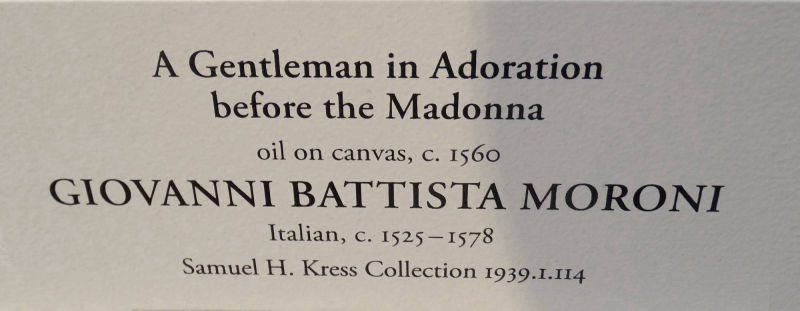 A Gentleman in Adoration
before the Madonna
oil on canvas, c. 1560
GIOVANNI BATTISTA MORONI
Italian, c. 1525–1578
Samuel H. Kress Collection 1939.1.114